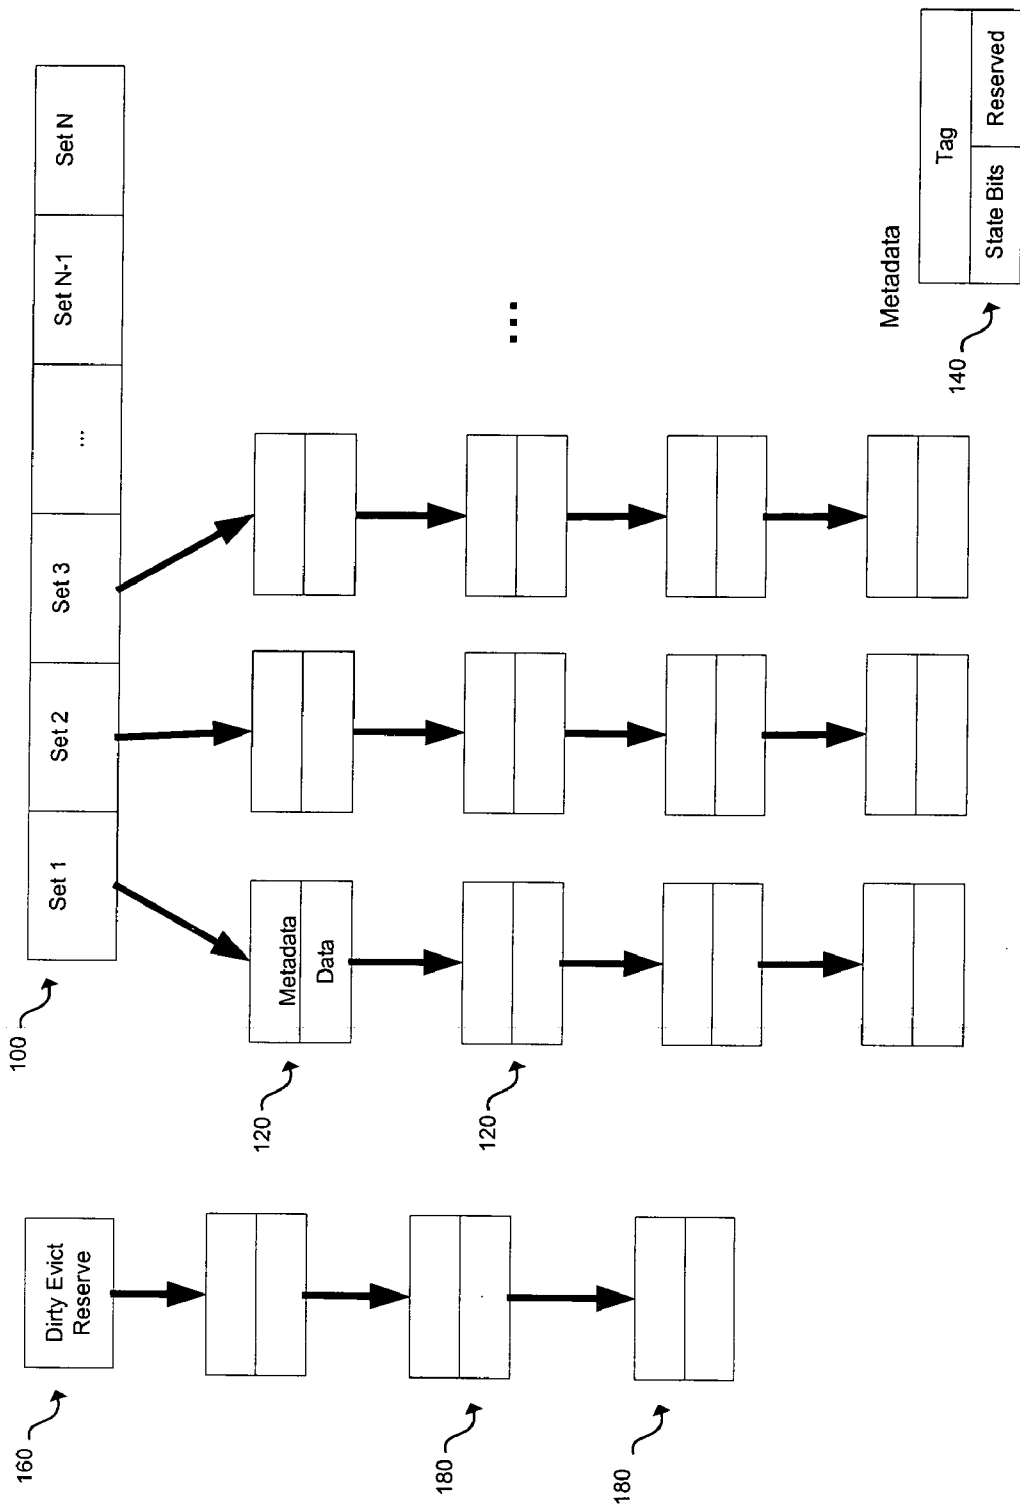 160
Dirty Evict
Reserve
180
180
100
Set 1
Set 2
Set 3
...
Set N-1
Set N
120
Metadata
Data
120
...
Metadata
140
Tag
State Bits
Reserved